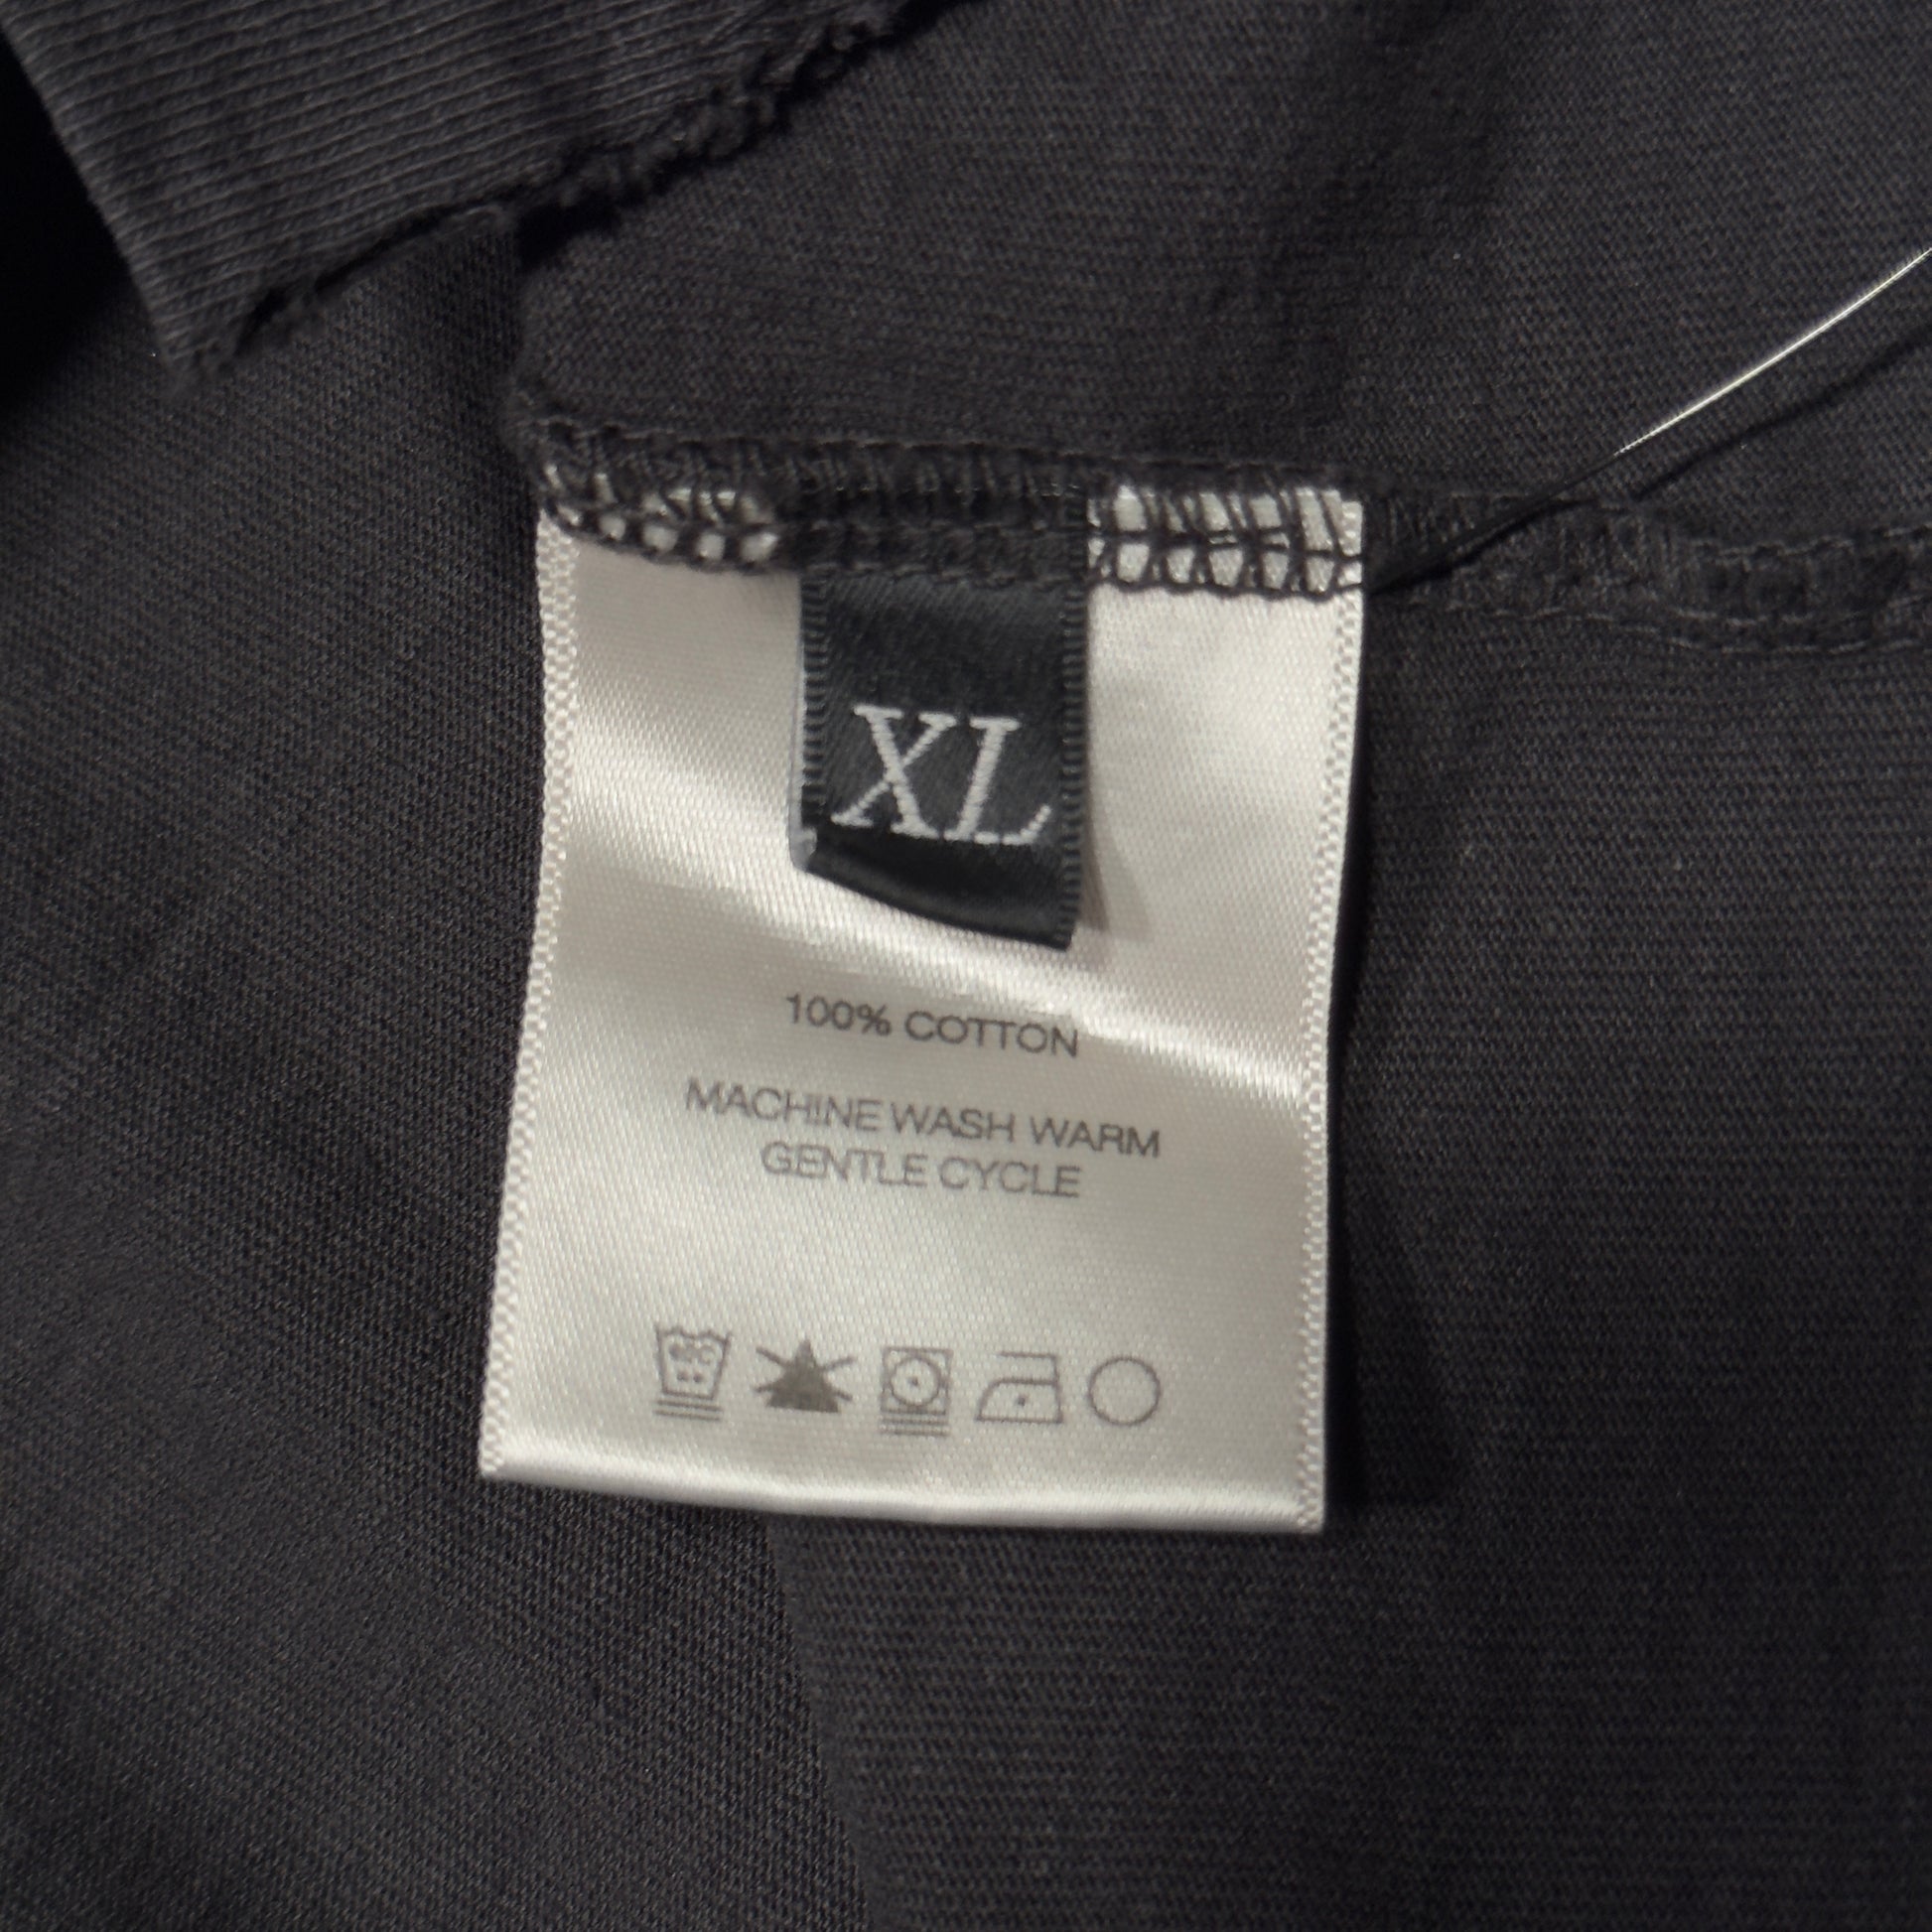 XL
100% COTTON
MACHINE WASH WARM
GENTLE CYCLE